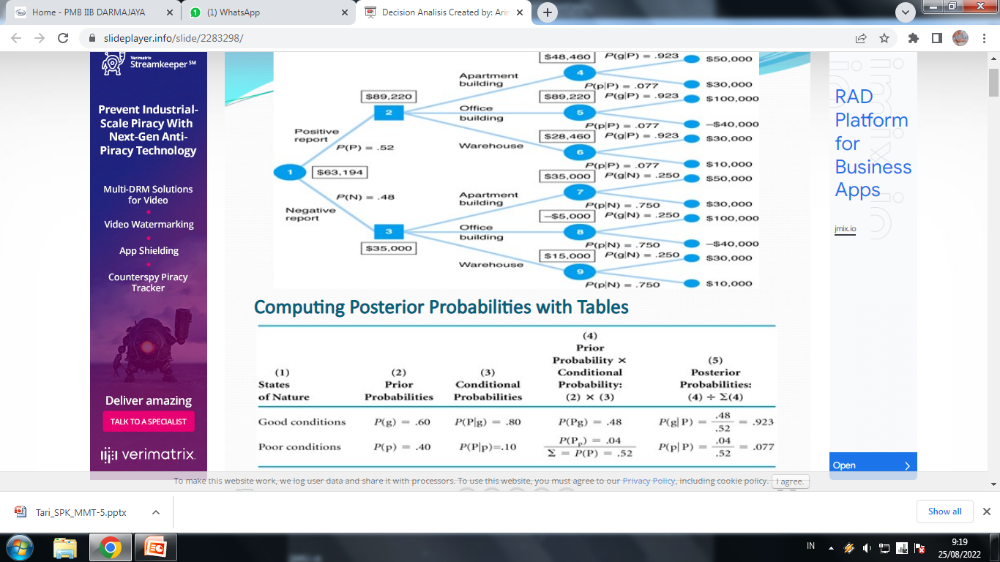 Home - PMB IIB DARMAJAYA
(1) WhatsApp
Decision Analisis Created by: Arin
slideplayer.info/slide/2283298/
Verimatrix
Streamkeeper SM
Prevent Industrial-
Scale Piracy With
Next-Gen Anti-
Piracy Technology
Multi-DRM Solutions
for Video
Video Watermarking
App Shielding
Counterspy Piracy
Tracker
Deliver amazing
TALK TO A SPECIALIST
verimatrix
$48,460 P(g|P) = .923 $50,000
Apartment
building
4
P(p|P) = .077 $30,000
$89,220
$89,220 P(g|P) = .923 $100,000
2
Office
building
5
P(p|P) = .077 −$40,000
Positive
report
$28,460 P(g|P) = .923 $30,000
P(P) = .52
Warehouse
6
P(p|P) = .077 $10,000
1 $63,194
$35,000 P(g|N) = .250 $50,000
P(N) = .48
Apartment
building
7
P(p|N) = .750 $30,000
Negative
report
−$5,000 P(g|N) = .250 $100,000
3
Office
building
8
P(p|N) = .750 −$40,000
$35,000
$15,000 P(g|N) = .250 $30,000
Warehouse
9
P(p|N) = .750 $10,000
Computing Posterior Probabilities with Tables
(1)
States
of Nature
(2)
Prior
Probabilities
(3)
Conditional
Probabilities
(4)
Prior
Probability ×
Conditional
Probability:
(2) × (3)
(5)
Posterior
Probabilities:
(4) ÷ Σ(4)
Good conditions P(g) = .60 P(P|g) = .80 P(Pg) = .48 P(g|P) = .48/.52 = .923
Poor conditions P(p) = .40 P(P|p)=.10 P(Pp) = .04 P(p|P) = .04/.52 = .077
Σ = P(P) = .52
RAD
Platform
for
Business
Apps
jmix.io
Open
To make this website work, we log user data and share it with processors. To use this website, you must agree to our Privacy Policy, including cookie policy. I agree.
Tari_SPK_MMT-5.pptx
Show all
IN
9:19
25/08/2022